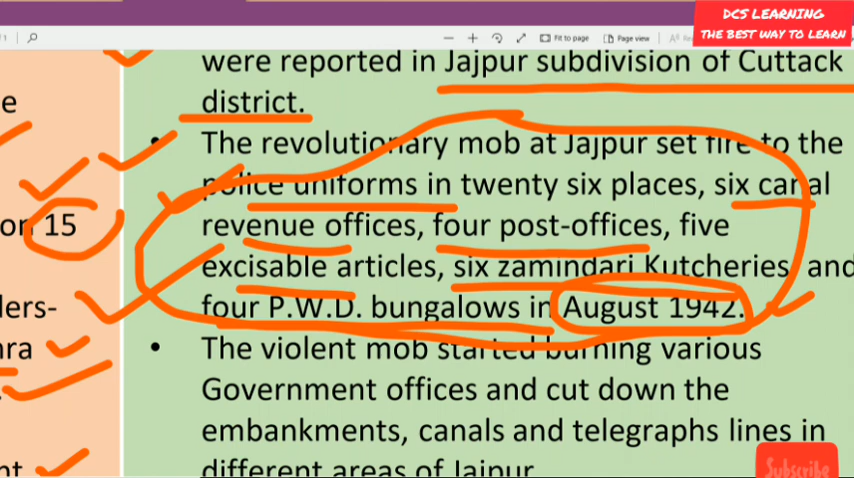 DCS LEARNING
THE BEST WAY TO LEARN
Fit to page
Page view
were reported in Jajpur subdivision of Cuttack
district.
• The revolutionary mob at Jajpur set fire to the
police uniforms in twenty six places, six canal
revenue offices, four post-offices, five
excisable articles, six zamindari Kutcheries, and
four P.W.D. bungalows in August 1942.
• The violent mob started burning various
Government offices and cut down the
embankments, canals and telegraphs lines in
different areas of Jajpur
15
Subscribe